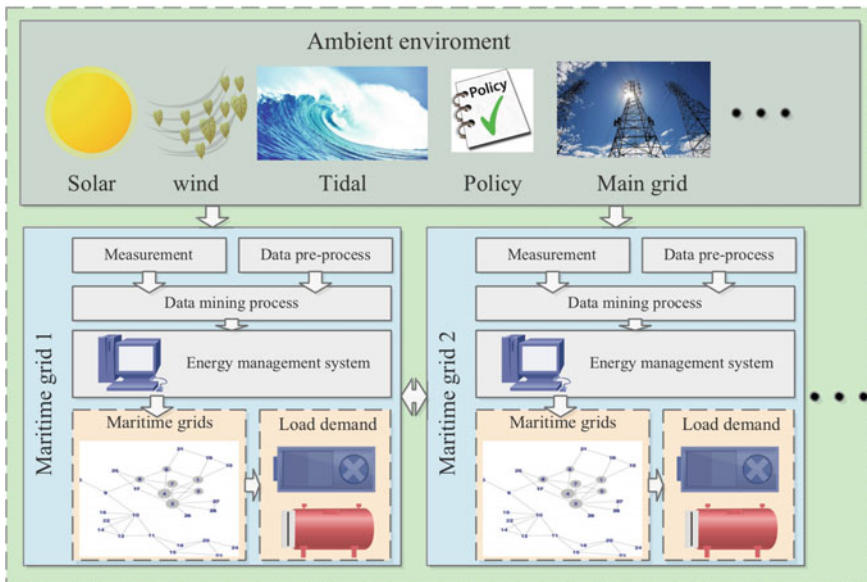 Ambient enviroment
Policy
Solar
wind
Tidal
Policy
Main grid
Maritime grid 1
Measurement
Data pre-process
Data mining process
Energy management system
Maritime grids
Load demand
Maritime grid 2
Measurement
Data pre-process
Data mining process
Energy management system
Maritime grids
Load demand